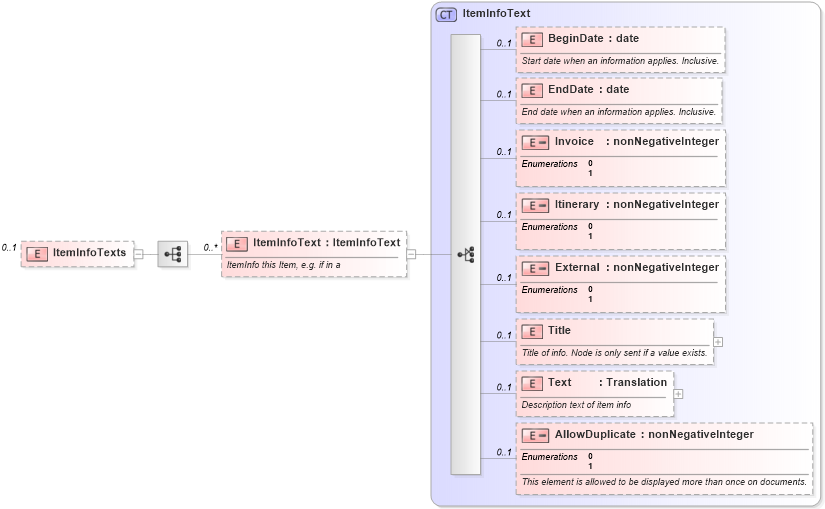 CT ItemInfoText
0..1 E BeginDate : date
Start date when an information applies. Inclusive.
0..1 E EndDate : date
End date when an information applies. Inclusive.
0..1 E Invoice : nonNegativeInteger
Enumerations 0
1
0..1 E Itinerary : nonNegativeInteger
Enumerations 0
1
0..1 E ItemInfoTexts
0..* E ItemInfoText : ItemInfoText
ItemInfo this Item, e.g. if in a
0..1 E External : nonNegativeInteger
Enumerations 0
1
0..1 E Title
Title of info. Node is only sent if a value exists.
0..1 E Text : Translation
Description text of item info
0..1 E AllowDuplicate : nonNegativeInteger
Enumerations 0
1
This element is allowed to be displayed more than once on documents.